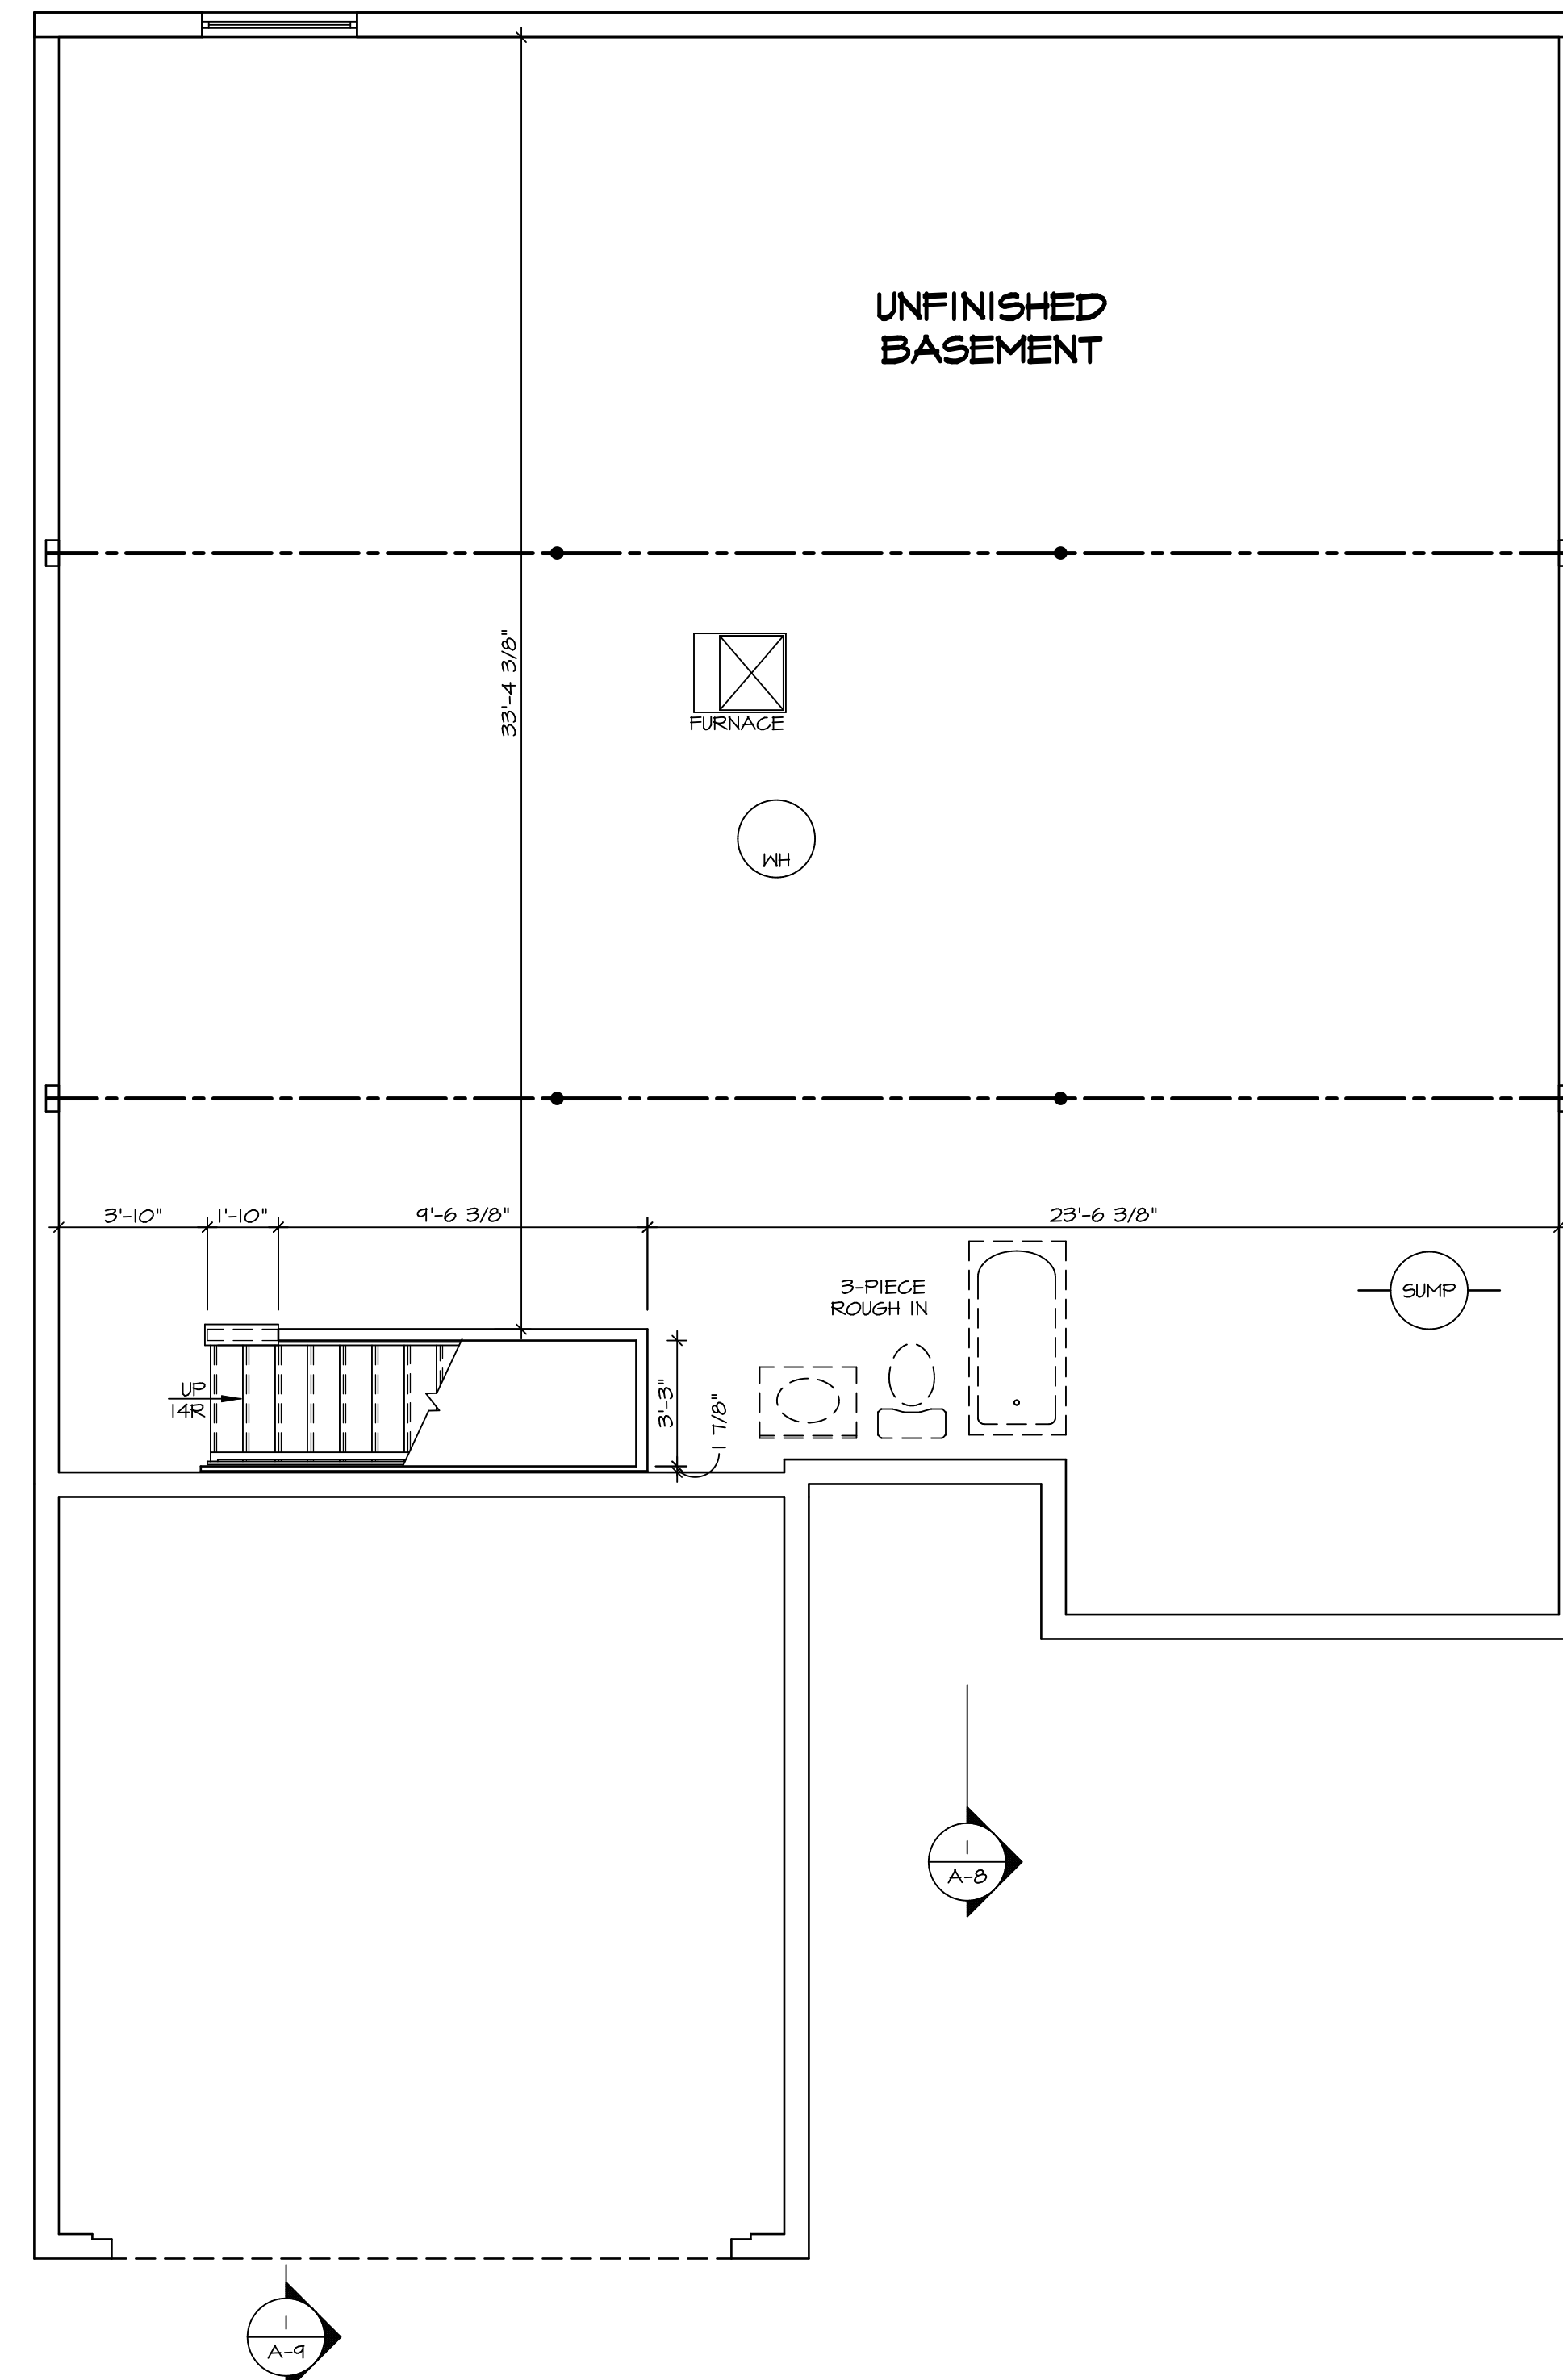 UNFINISHED
BASEMENT
33'-4 3/8"
FURNACE
WH
3'-10"
1'-10"
9'-6 3/8"
23'-6 3/8"
3-PIECE
ROUGH IN
SUMP
UP
14R
3'-3"
1 7/8"
1
A-8
1
A-9